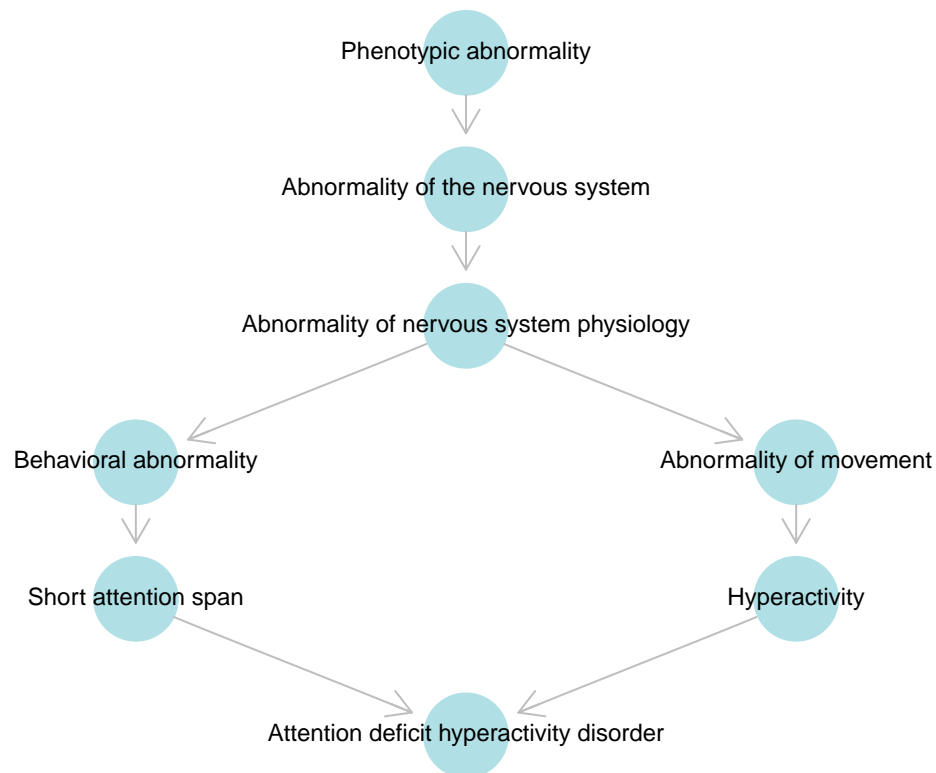 Phenotypic abnormality
Abnormality of the nervous system
Abnormality of nervous system physiology
Behavioral abnormality
Abnormality of movement
Short attention span
Hyperactivity
Attention deficit hyperactivity disorder